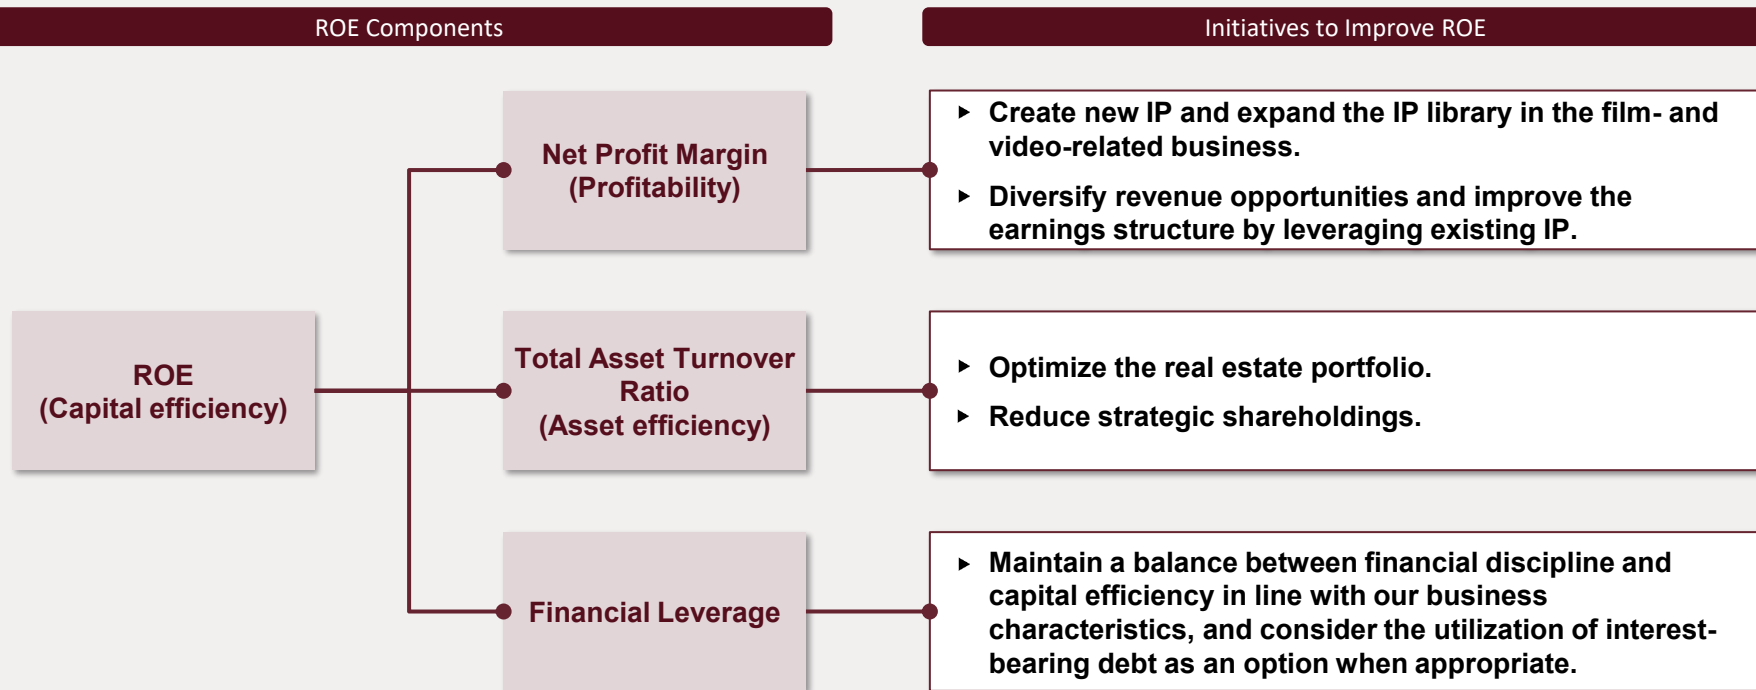 ROE Components
Initiatives to Improve ROE
Net Profit Margin
(Profitability)
▶ Create new IP and expand the IP library in the film- and
video-related business.
▶ Diversify revenue opportunities and improve the
earnings structure by leveraging existing IP.
ROE
(Capital efficiency)
Total Asset Turnover
Ratio
(Asset efficiency)
▶ Optimize the real estate portfolio.
▶ Reduce strategic shareholdings.
Financial Leverage
▶ Maintain a balance between financial discipline and
capital efficiency in line with our business
characteristics, and consider the utilization of interest-
bearing debt as an option when appropriate.